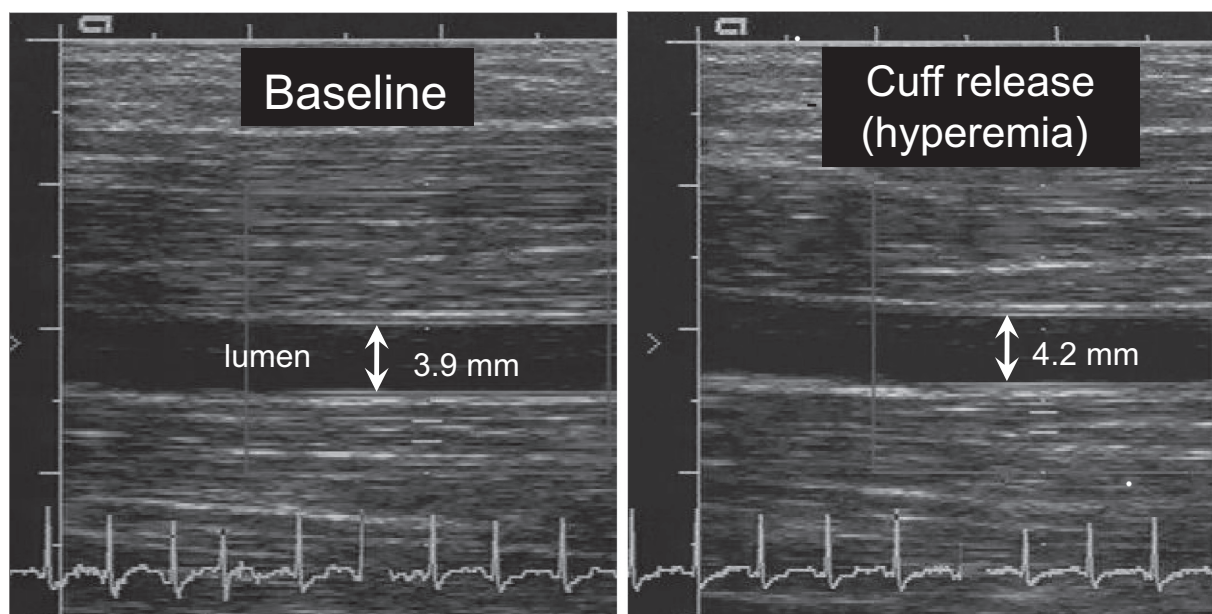 Baseline
lumen
3.9 mm
Cuff release
(hyperemia)
4.2 mm